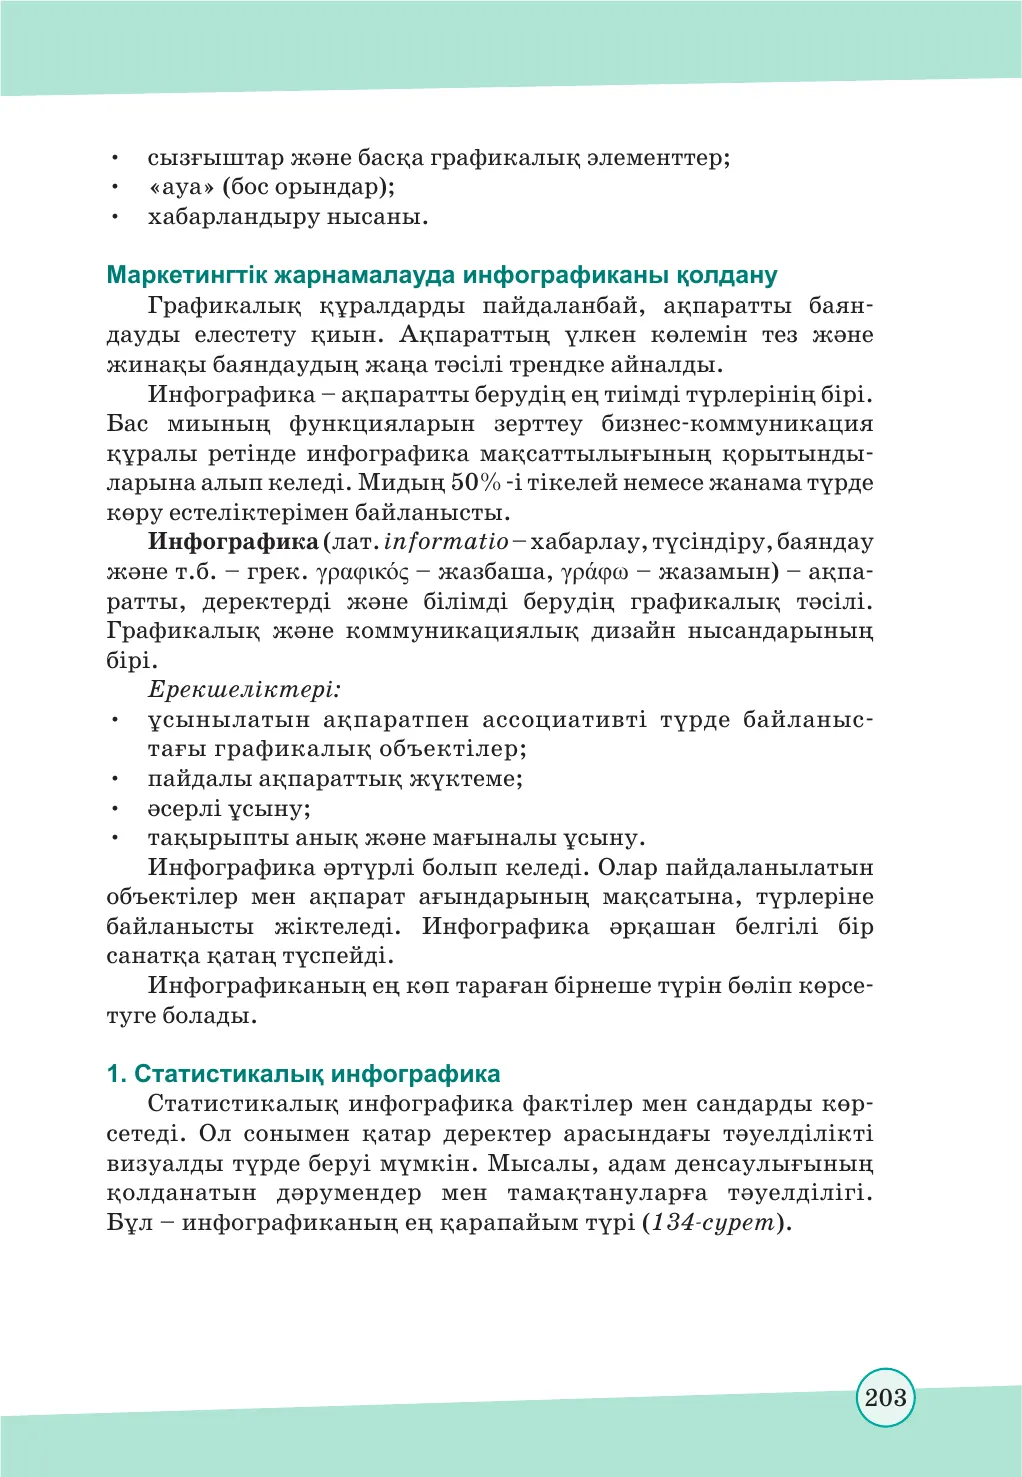 • сызғыштар және басқа графикалық элементтер;
• «ауа» (бос орындар);
• хабарландыру нысаны.
Маркетингтік жарнамалауда инфографиканы қолдану
Графикалық құралдарды пайдаланбай, ақпаратты баян-
дауды елестету қиын. Ақпараттың үлкен көлемін тез және
жинақы баяндаудың жаңа тәсілі трендке айналды.
Инфографика – ақпаратты берудің ең тиімді түрлерінің бірі.
Бас миының функцияларын зерттеу бизнес-коммуникация
құралы ретінде инфографика мақсаттылығының қорытынды-
ларына алып келеді. Мидың 50% -і тікелей немесе жанама түрде
көру естеліктерімен байланысты.
Инфографика (лат. informatio – хабарлау, түсіндіру, баяндау
және т.б. – грек. γραφικός – жазбаша, γράφω – жазамын) – ақпа-
ратты, деректерді және білімді берудің графикалық тәсілі.
Графикалық және коммуникациялық дизайн нысандарының
бірі.
Ерекшеліктері:
• ұсынылатын ақпаратпен ассоциативті түрде байланыс-
тағы графикалық объектілер;
• пайдалы ақпараттық жүктеме;
• әсерлі ұсыну;
• тақырыпты анық және мағыналы ұсыну.
Инфографика әртүрлі болып келеді. Олар пайдаланылатын
объектілер мен ақпарат ағындарының мақсатына, түрлеріне
байланысты жіктеледі. Инфографика әрқашан белгілі бір
санатқа қатаң түспейді.
Инфографиканың ең көп тараған бірнеше түрін бөліп көрсе-
туге болады.
1. Статистикалық инфографика
Статистикалық инфографика фактілер мен сандарды көр-
сетеді. Ол сонымен қатар деректер арасындағы тәуелділікті
визуалды түрде беруі мүмкін. Мысалы, адам денсаулығының
қолданатын дәрумендер мен тамақтануларға тәуелділігі.
Бұл – инфографиканың ең қарапайым түрі (134-сурет).
203